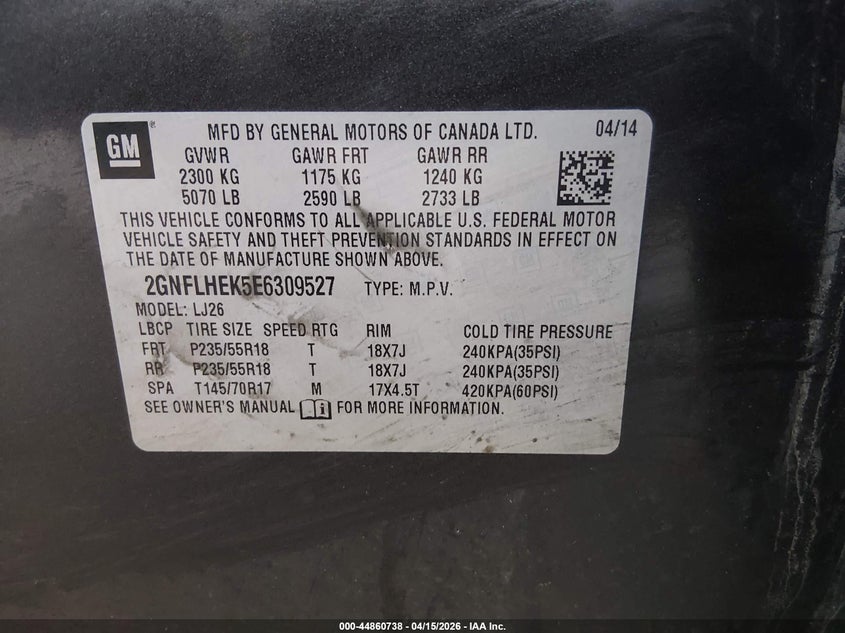 GM ®
MFD BY GENERAL MOTORS OF CANADA LTD. 04/14
GVWR GAWR FRT GAWR RR
2300 KG 1175 KG 1240 KG
5070 LB 2590 LB 2733 LB
THIS VEHICLE CONFORMS TO ALL APPLICABLE U.S. FEDERAL MOTOR
VEHICLE SAFETY AND THEFT PREVENTION STANDARDS IN EFFECT ON
THE DATE OF MANUFACTURE SHOWN ABOVE.
2GNFLHEK5E6309527 TYPE: M.P.V.
MODEL: LJ26
LBCP TIRE SIZE SPEED RTG RIM COLD TIRE PRESSURE
FRT P235/55R18 T 18X7J 240KPA(35PSI)
RR P235/55R18 T 18X7J 240KPA(35PSI)
SPA T145/70R17 M 17X4.5T 420KPA(60PSI)
SEE OWNER'S MANUAL FOR MORE INFORMATION.
000-44860738 - 04/15/2026 - IAA Inc.